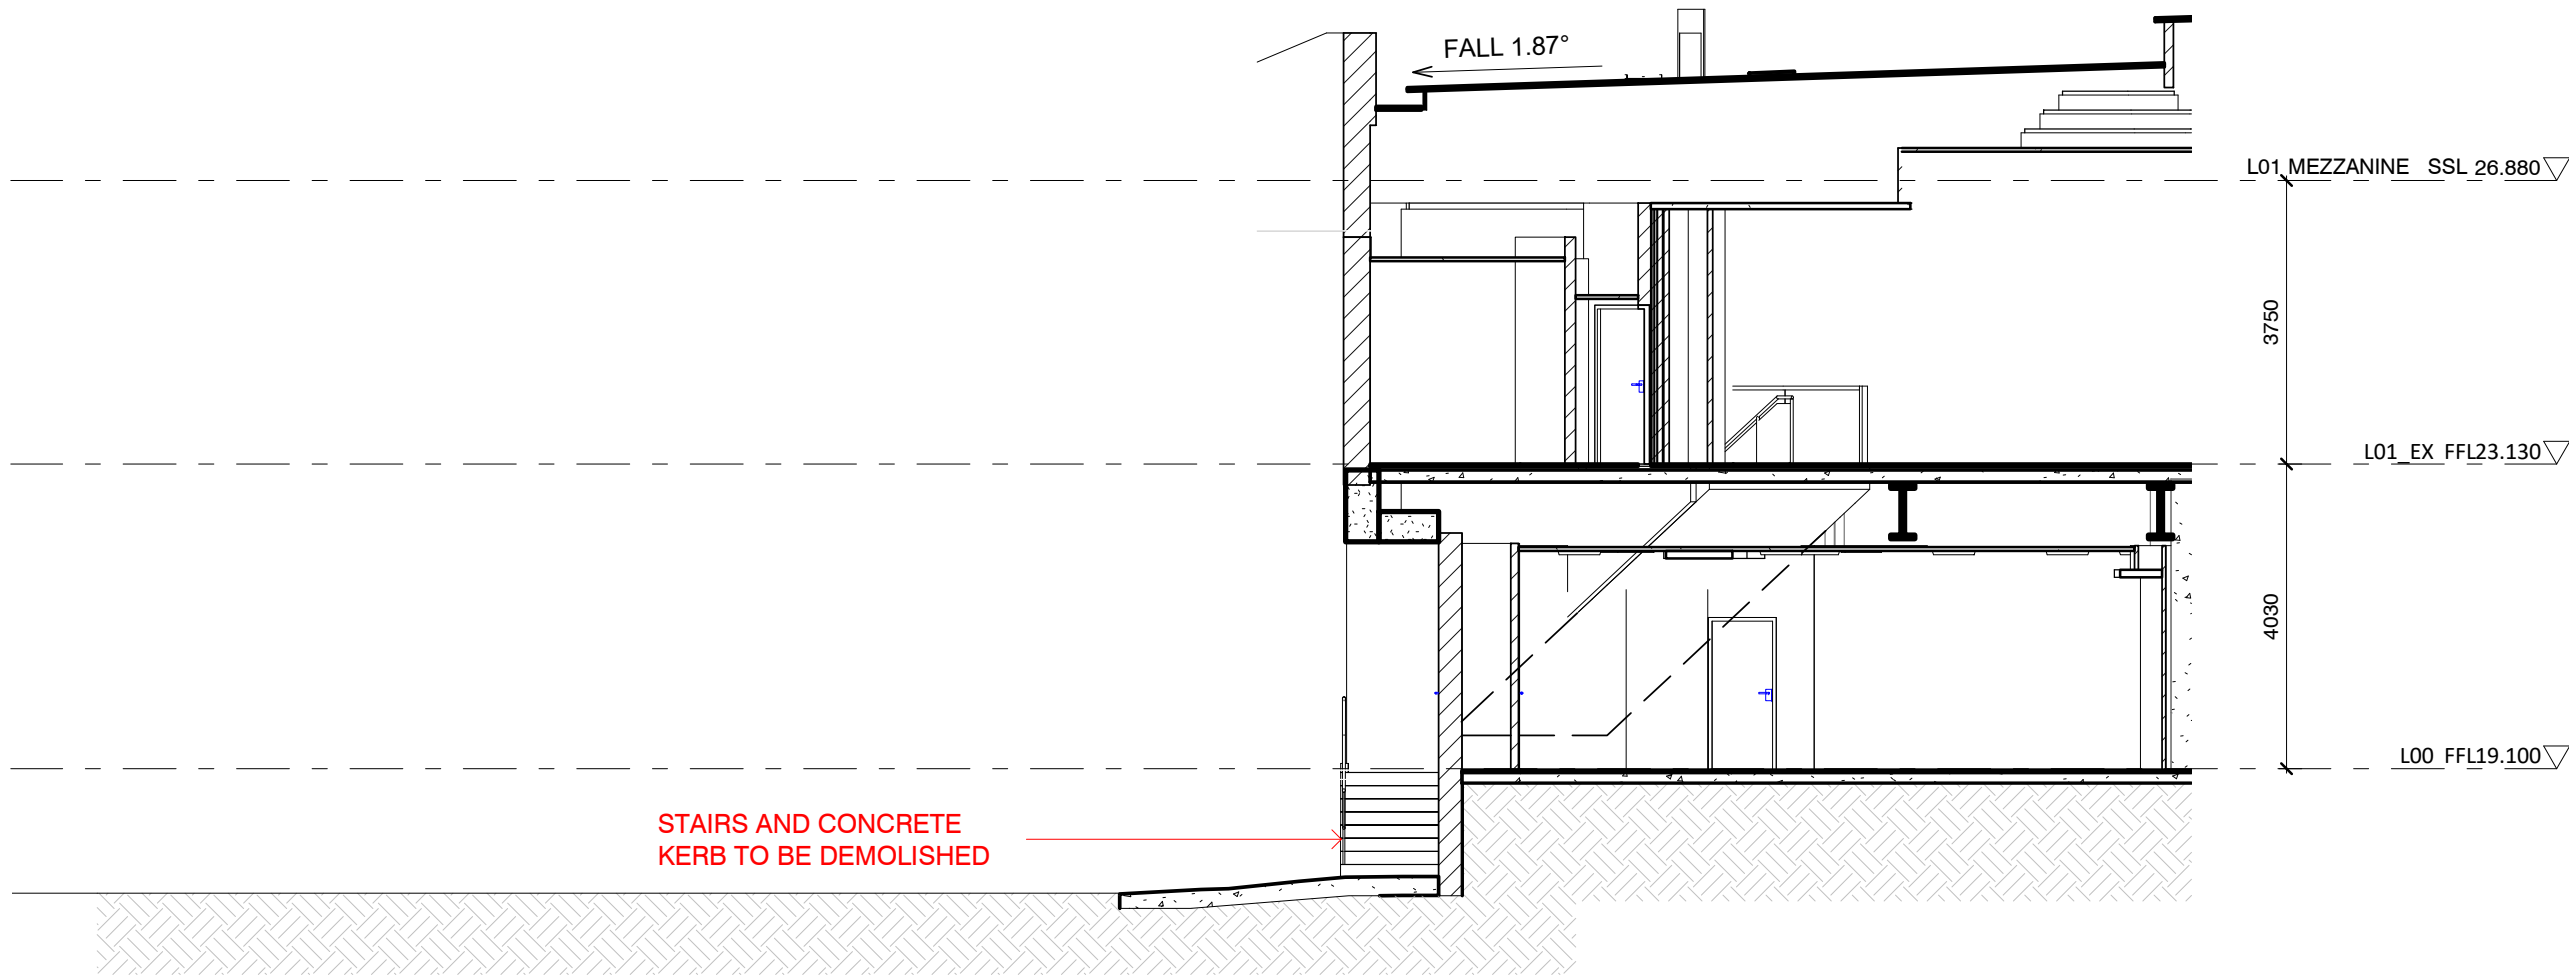 FALL 1.87°
L01 MEZZANINE SSL 26.880
3750
L01_EX FFL23.130
4030
L00 FFL19.100
STAIRS AND CONCRETE
KERB TO BE DEMOLISHED